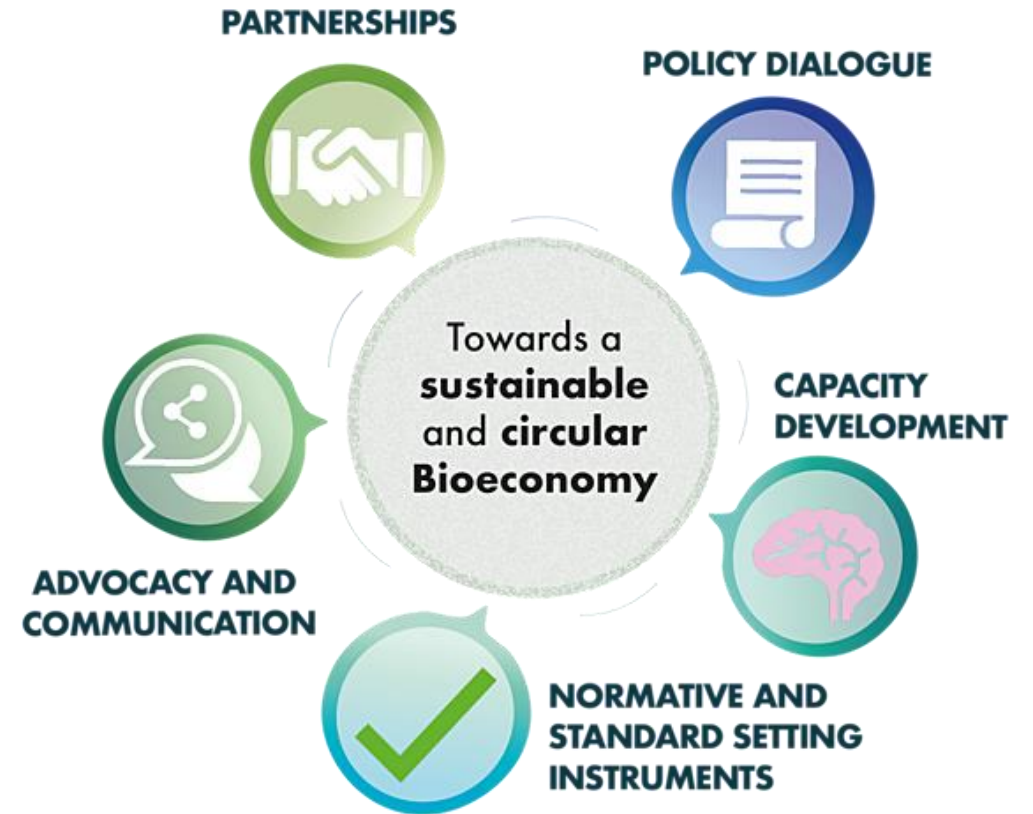 PARTNERSHIPS
POLICY DIALOGUE
Towards a
sustainable
and circular
Bioeconomy
CAPACITY
DEVELOPMENT
ADVOCACY AND
COMMUNICATION
NORMATIVE AND
STANDARD SETTING
INSTRUMENTS